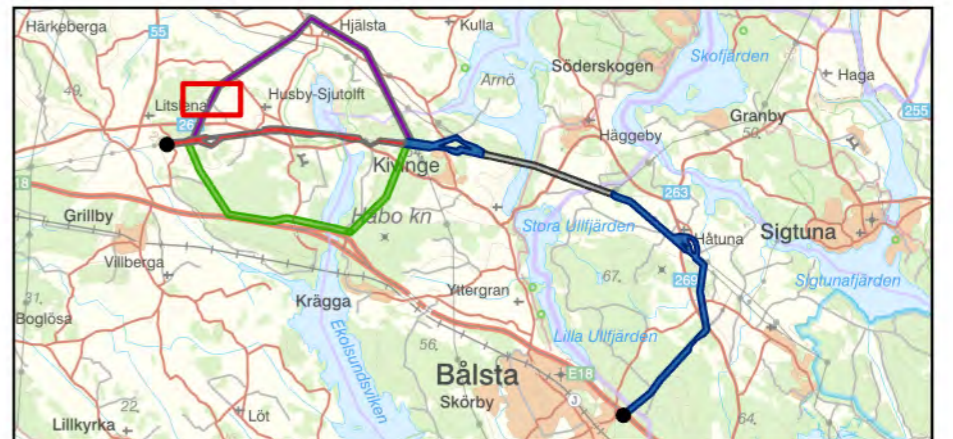 Härkeberga
55
Hjälsta
Kulla
Söderskogen
Skofjärden
Haga
49.
Arnö
Litslena
Husby-Sjutolft
Granby
255
Häggeby
50.
Kivinge
18
263
Grillby
Håbo kn
Stora Ullfjärden
Håtuna
Sigtuna
Villberga
67.
269
Sigtunafjärden
Yttergran
31.
Krägga
Boglösa
Ekolsundsviken
Lilla Ullfjärden
56.
Bålsta
E18
Skörby
22
Löt
64.
Lillkyrka